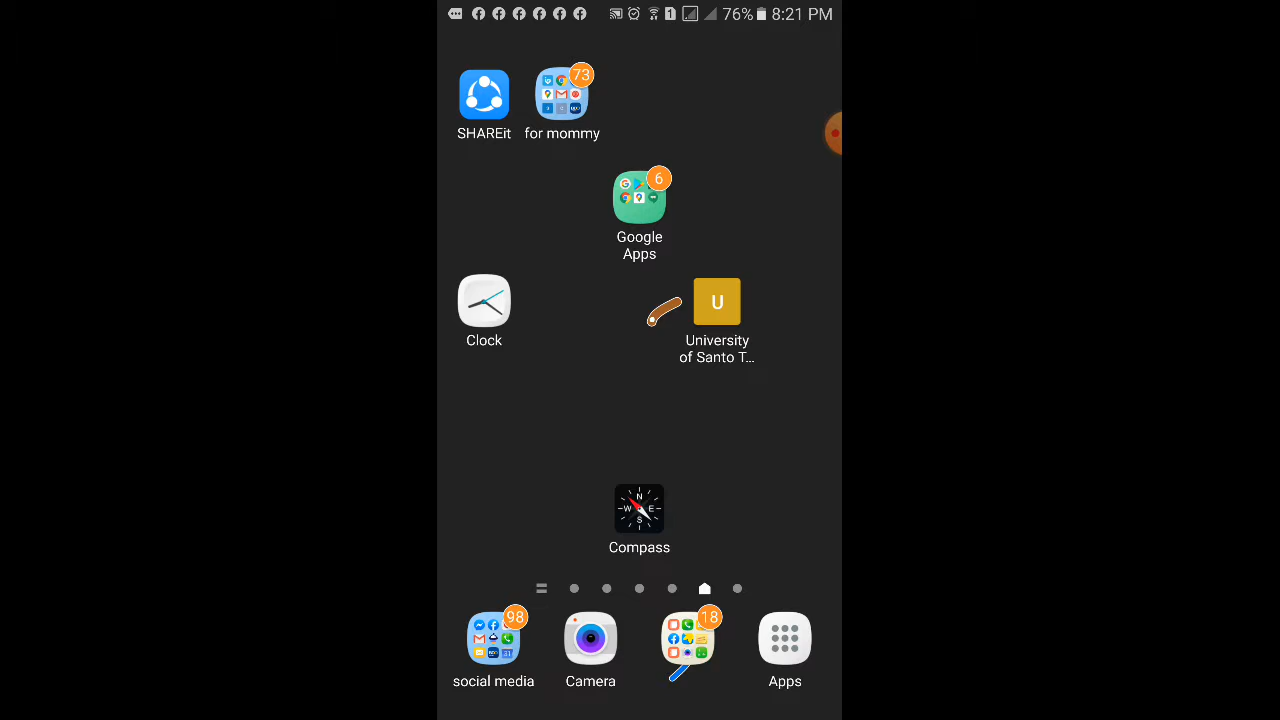 1 76% 8:21 PM
73
SHAREit for mommy
6
Google
Apps
U
Clock University
of Santo T...
N
W E
S
Compass
98 18
social media Camera Apps